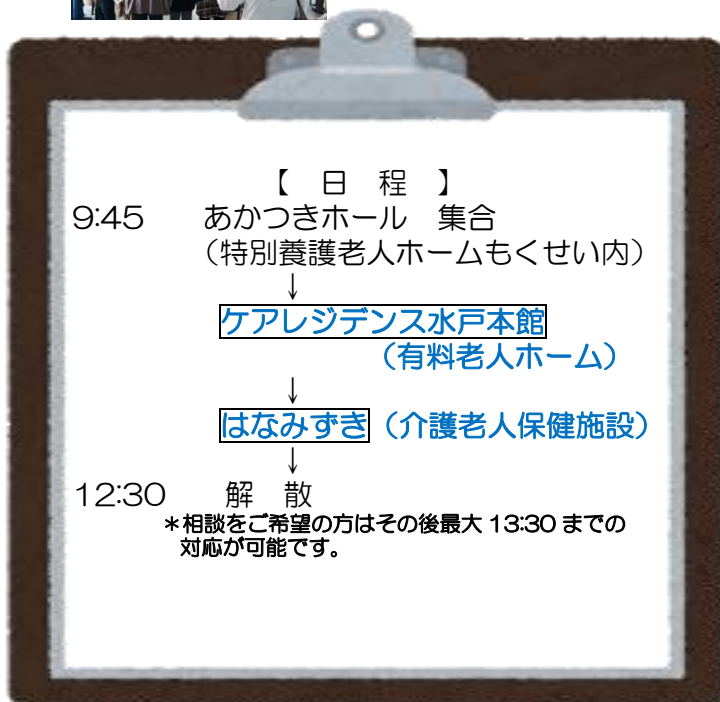 【 日 程 】
9:45 あかつきホール 集合
（特別養護老人ホームもくせい内）
↓
ケアレジデンス水戸本館
（有料老人ホーム）
↓
はなみずき（介護老人保健施設）
↓
12:30 解 散
＊相談をご希望の方はその後最大 13:30 までの
対応が可能です。